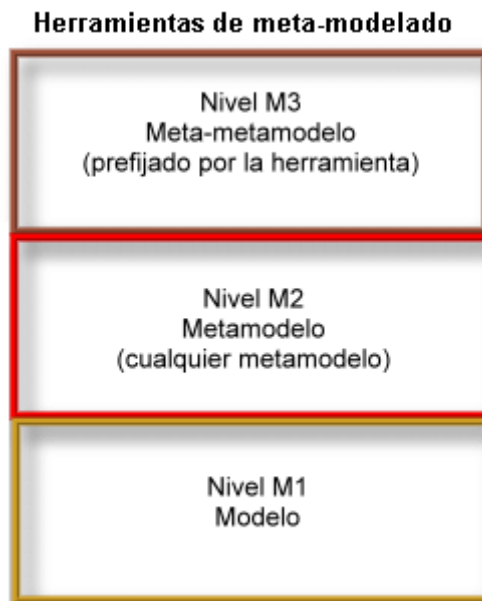 Herramientas de meta-modelado
Nivel M3
Meta-metamodelo
(prefijado por la herramienta)
Nivel M2
Metamodelo
(cualquier metamodelo)
Nivel M1
Modelo